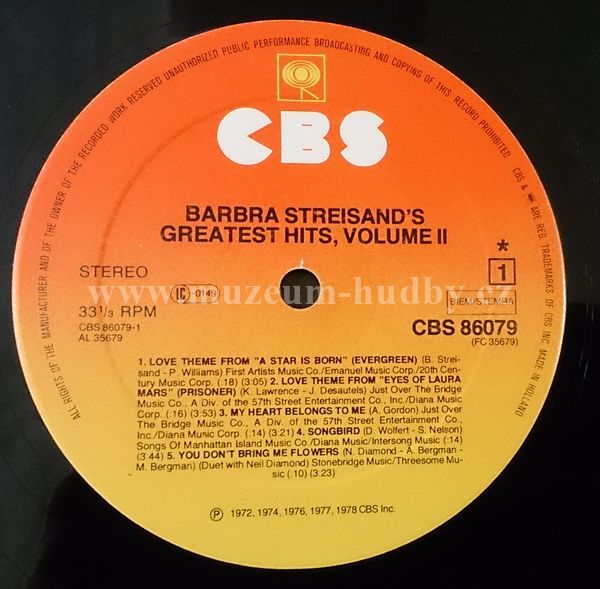 ALL RIGHTS OF THE MANUFACTURER AND OF THE OWNER OF THE RECORDED WORK RESERVED UNAUTHORIZED PUBLIC PERFORMANCE BROADCASTING AND COPYING OF THIS RECORD PROHIBITED
CBS & ARE REG. TRADEMARKS OF CBS INC. MADE IN HOLLAND
CBS
BARBRA STREISAND'S
GREATEST HITS, VOLUME II
STEREO
IC -0149
*
1
www.muzeum-hudby.cz
33⅓ RPM
BIEM/STEMRA
CBS 86079-1
CBS 86079
AL 35679
(FC 35679)
1. LOVE THEME FROM "A STAR IS BORN" (EVERGREEN) (B. Strei-
sand - P. Williams) First Artists Music Co./Emanuel Music Corp./20th Cen-
tury Music Corp. (:18) (3:05) 2. LOVE THEME FROM "EYES OF LAURA
MARS" (PRISONER) (K. Lawrence - J. Desautels) Just Over The Bridge
Music Co., A Div. of the 57th Street Entertainment Co., Inc./Diana Music
Corp. (:16) (3:53) 3. MY HEART BELONGS TO ME (A. Gordon) Just Over
The Bridge Music Co., A Div. of the 57th Street Entertainment Co.,
Inc./Diana Music Corp. (:14) (3:21) 4. SONGBIRD (D. Wolfert - S. Nelson)
Songs Of Manhattan Island Music Co./Diana Music/Intersong Music (:14)
(3:44) 5. YOU DON'T BRING ME FLOWERS (N. Diamond - A. Bergman -
M. Bergman) (Duet with Neil Diamond) Stonebridge Music/Threesome Mu-
sic (:10) (3:23)
Ⓟ 1972, 1974, 1976, 1977, 1978 CBS Inc.